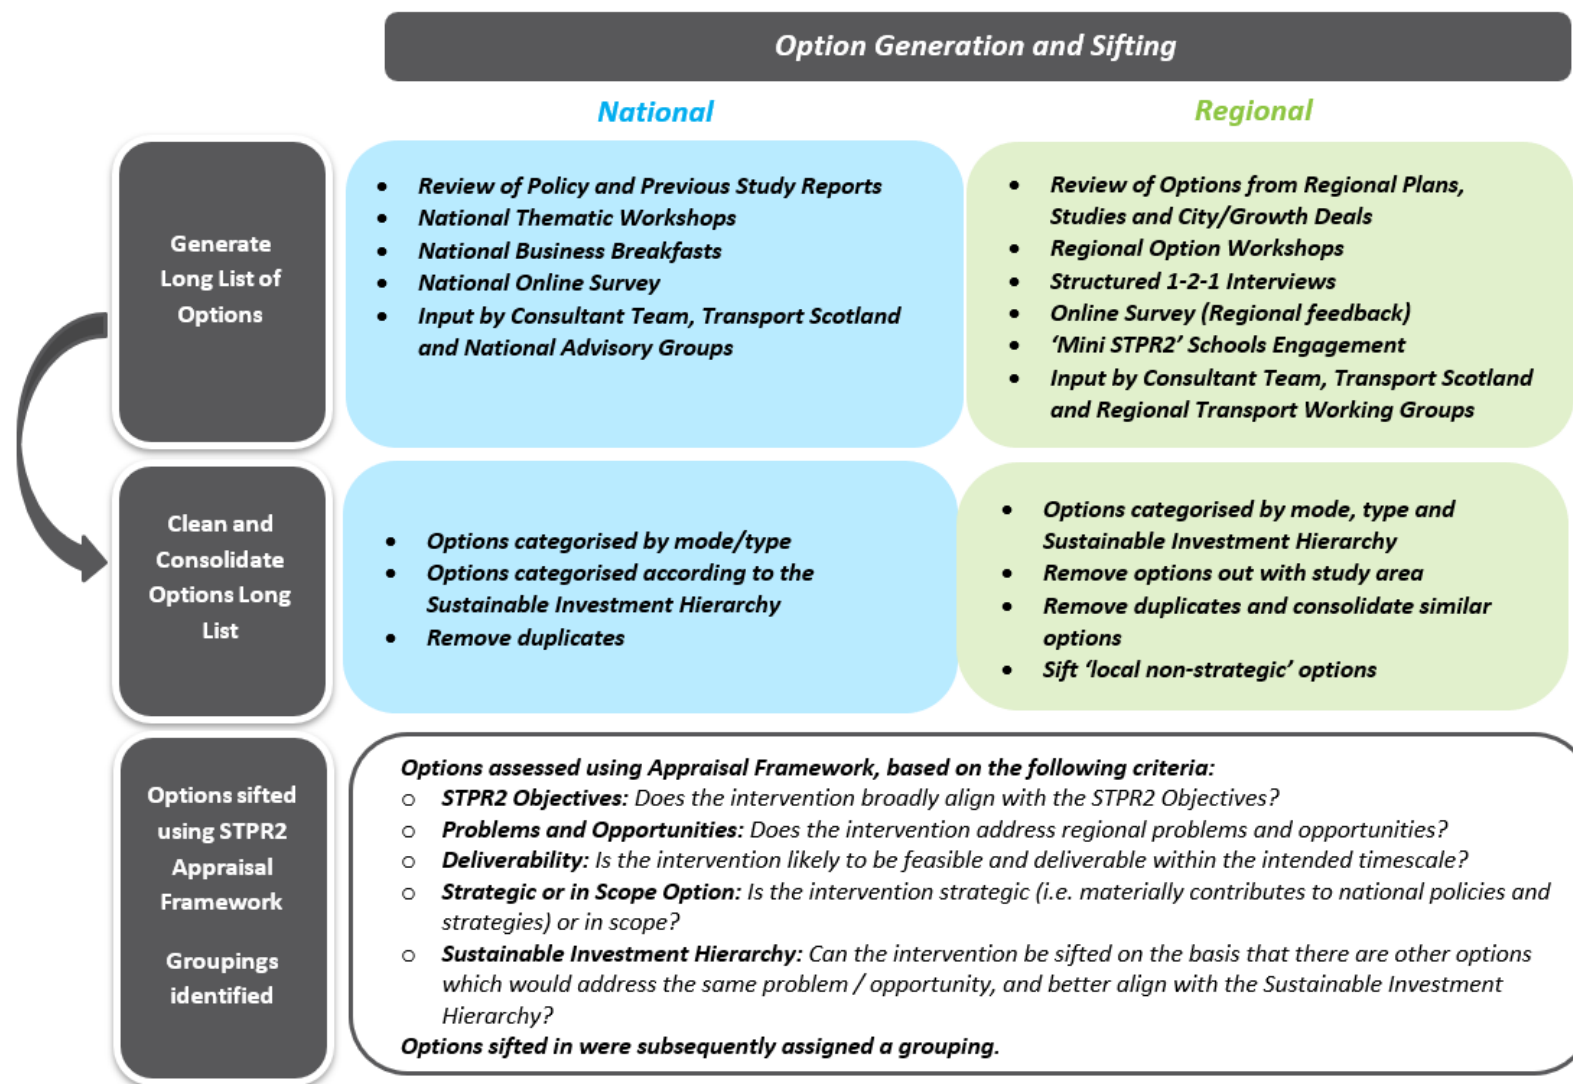 Option Generation and Sifting
National
Regional
Generate
Long List of
Options
• Review of Policy and Previous Study Reports
• National Thematic Workshops
• National Business Breakfasts
• National Online Survey
• Input by Consultant Team, Transport Scotland
and National Advisory Groups
• Review of Options from Regional Plans,
Studies and City/Growth Deals
• Regional Option Workshops
• Structured 1-2-1 Interviews
• Online Survey (Regional feedback)
• ‘Mini STPR2’ Schools Engagement
• Input by Consultant Team, Transport Scotland
and Regional Transport Working Groups
Clean and
Consolidate
Options Long
List
• Options categorised by mode/type
• Options categorised according to the
Sustainable Investment Hierarchy
• Remove duplicates
• Options categorised by mode, type and
Sustainable Investment Hierarchy
• Remove options out with study area
• Remove duplicates and consolidate similar
options
• Sift ‘local non-strategic’ options
Options sifted
using STPR2
Appraisal
Framework
Groupings
identified
Options assessed using Appraisal Framework, based on the following criteria:
o STPR2 Objectives: Does the intervention broadly align with the STPR2 Objectives?
o Problems and Opportunities: Does the intervention address regional problems and opportunities?
o Deliverability: Is the intervention likely to be feasible and deliverable within the intended timescale?
o Strategic or in Scope Option: Is the intervention strategic (i.e. materially contributes to national policies and
strategies) or in scope?
o Sustainable Investment Hierarchy: Can the intervention be sifted on the basis that there are other options
which would address the same problem / opportunity, and better align with the Sustainable Investment
Hierarchy?
Options sifted in were subsequently assigned a grouping.